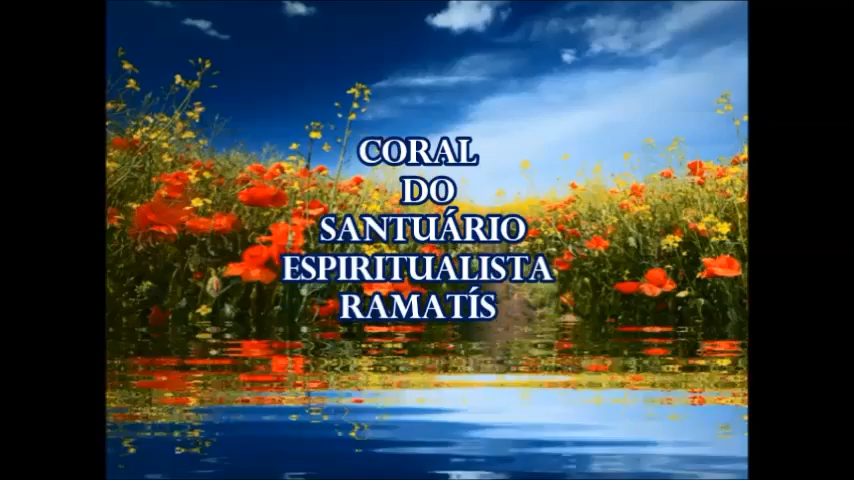 CORAL
DO
SANTUÁRIO
ESPIRITUALISTA
RAMATÍS